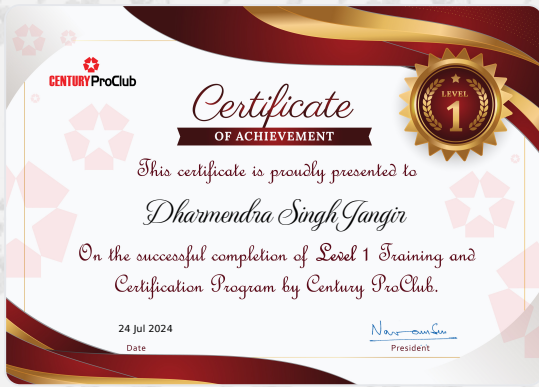 CENTURY ProClub
Certificate
OF ACHIEVEMENT
LEVEL
1
This certificate is proudly presented to
Dharmendra Singh Jangir
On the successful completion of Level 1 Training and
Certification Program by Century ProClub.
24 Jul 2024
Date
President